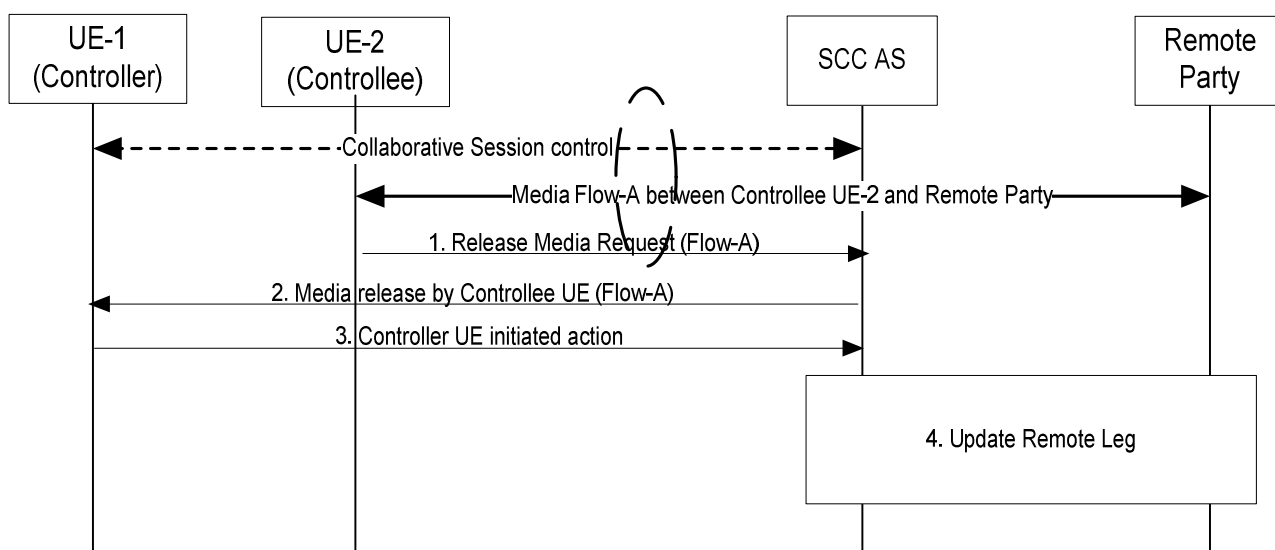 UE-1
(Controller)
UE-2
(Controllee)
SCC AS
Remote
Party
Collaborative Session control
Media Flow-A between Controllee UE-2 and Remote Party
1. Release Media Request (Flow-A)
2. Media release by Controllee UE (Flow-A)
3. Controller UE initiated action
4. Update Remote Leg